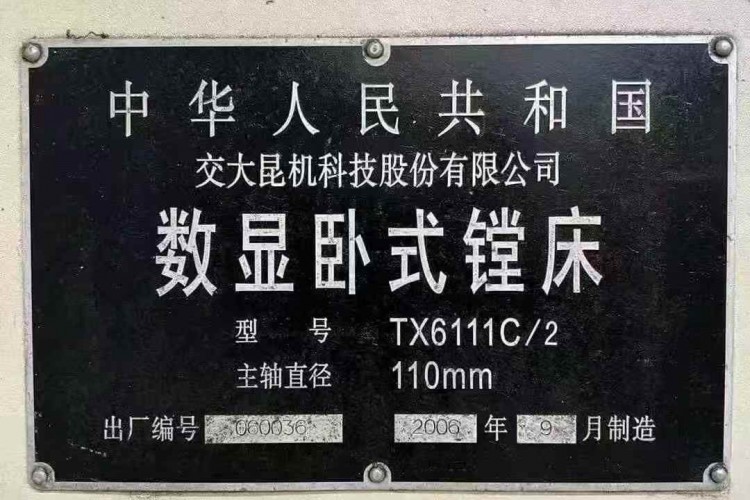 中华人民共和国
交大昆机科技股份有限公司
数显卧式镗床
型 号 TX6111C/2
主轴直径 110mm
出厂编号 060036 2006 年 9 月制造